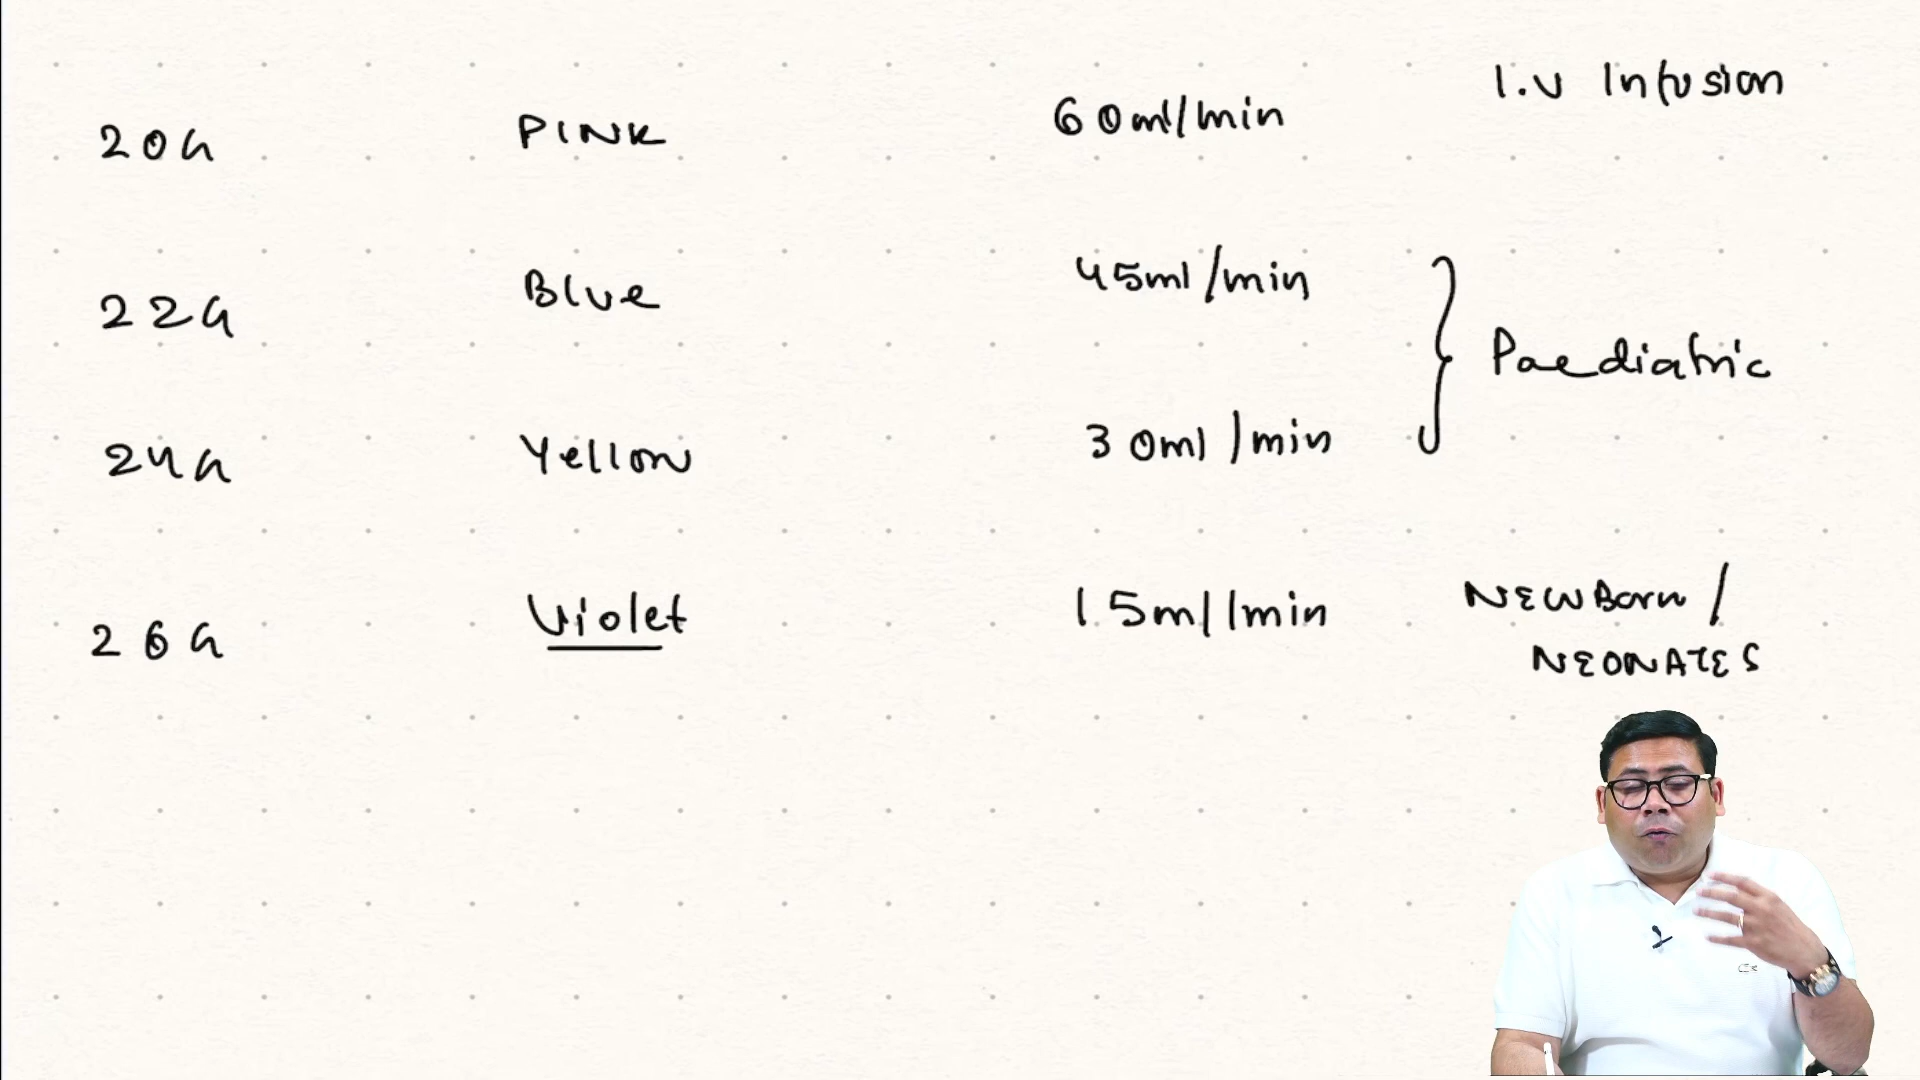 20G PINK 60ml/min I.V Infusion
22G Blue 45ml/min
Paediatric
24G Yellow 30ml/min
26G Violet 15ml/min NEWBorn /
NEONATES